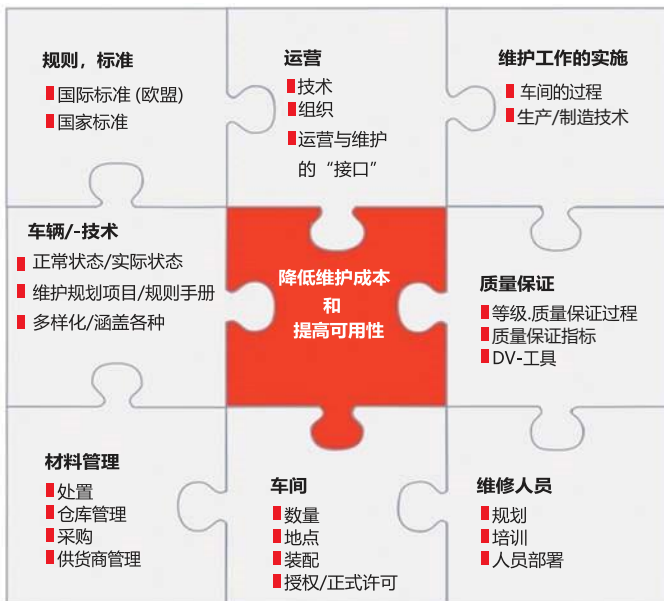 规则，标准
国际标准 (欧盟)
国家标准
运营
技术
组织
运营与维护
的“接口”
维护工作的实施
车间的过程
生产/制造技术
车辆/-技术
正常状态/实际状态
维护规划项目/规则手册
多样化/涵盖各种
降低维护成本
和
提高可用性
质量保证
等级.质量保证过程
质量保证指标
DV-工具
材料管理
处置
仓库管理
采购
供货商管理
车间
数量
地点
装配
授权/正式许可
维修人员
规划
培训
人员部署